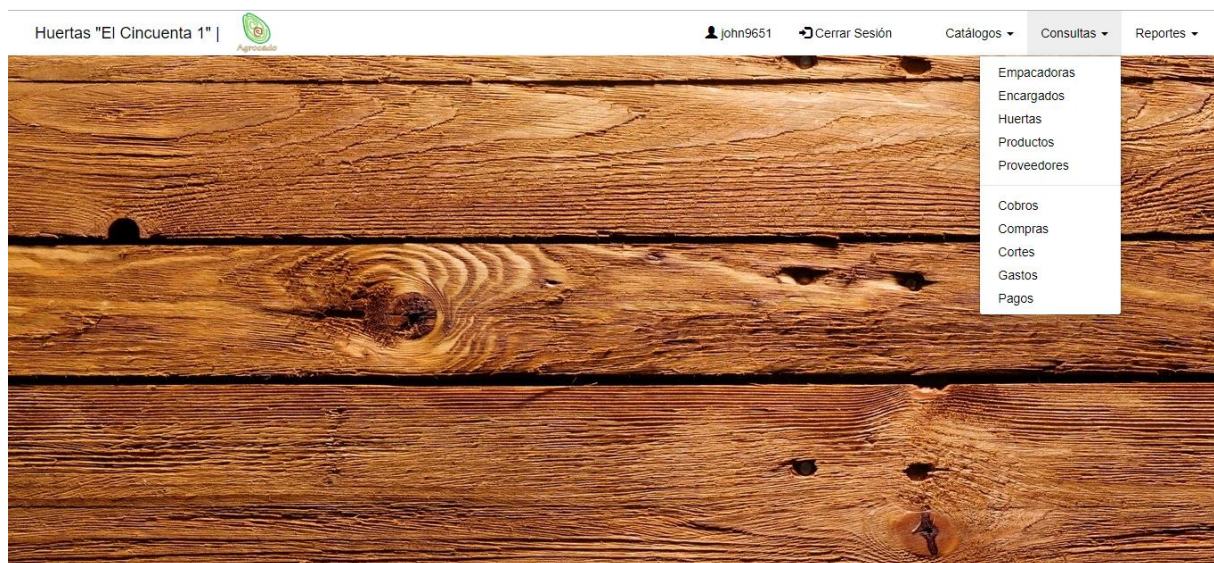 Huertas "El Cincuenta 1" | Agrocado john9651 Cerrar Sesión Catálogos Consultas Reportes
Empacadoras
Encargados
Huertas
Productos
Proveedores
Cobros
Compras
Cortes
Gastos
Pagos